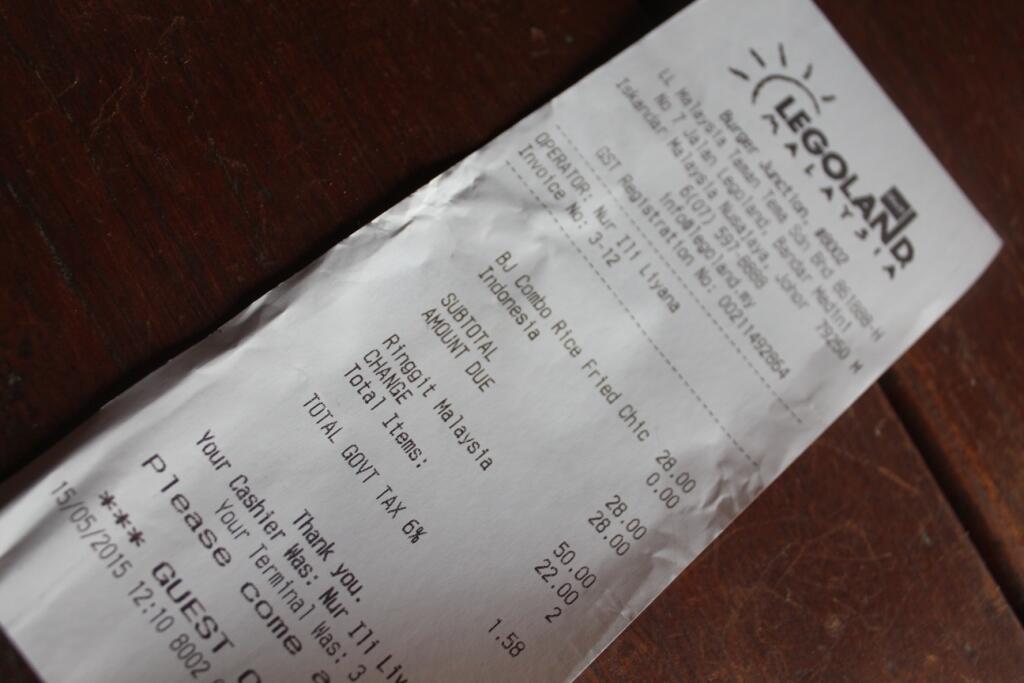 LEGOLAND
MALAYSIA
Burger Junction, #8002
LL Malaysia Taman Tema Sdn Bhd
No 7 Jalan Legoland, Bandar Medini
Iskandar Malaysia Nusajaya, Johor 79250 M
6(07) 597 8888
info@legoland.my
GST Registration No: 00211492864
OPERATOR: Nur Ili Liyana
Invoice No: 3-12
BJ Combo Rice Fried Chic 28.00
Indonesia 0.00
SUBTOTAL 28.00
AMOUNT DUE 28.00
Ringgit Malaysia 50.00
CHANGE 22.00
Total Items: 2
TOTAL GOVT TAX 6% 1.58
Thank you.
Your Cashier Was: Nur Ili Liy
Your Terminal Was: 3
Please come a
*** GUEST C
15/05/2015 12:10 8002